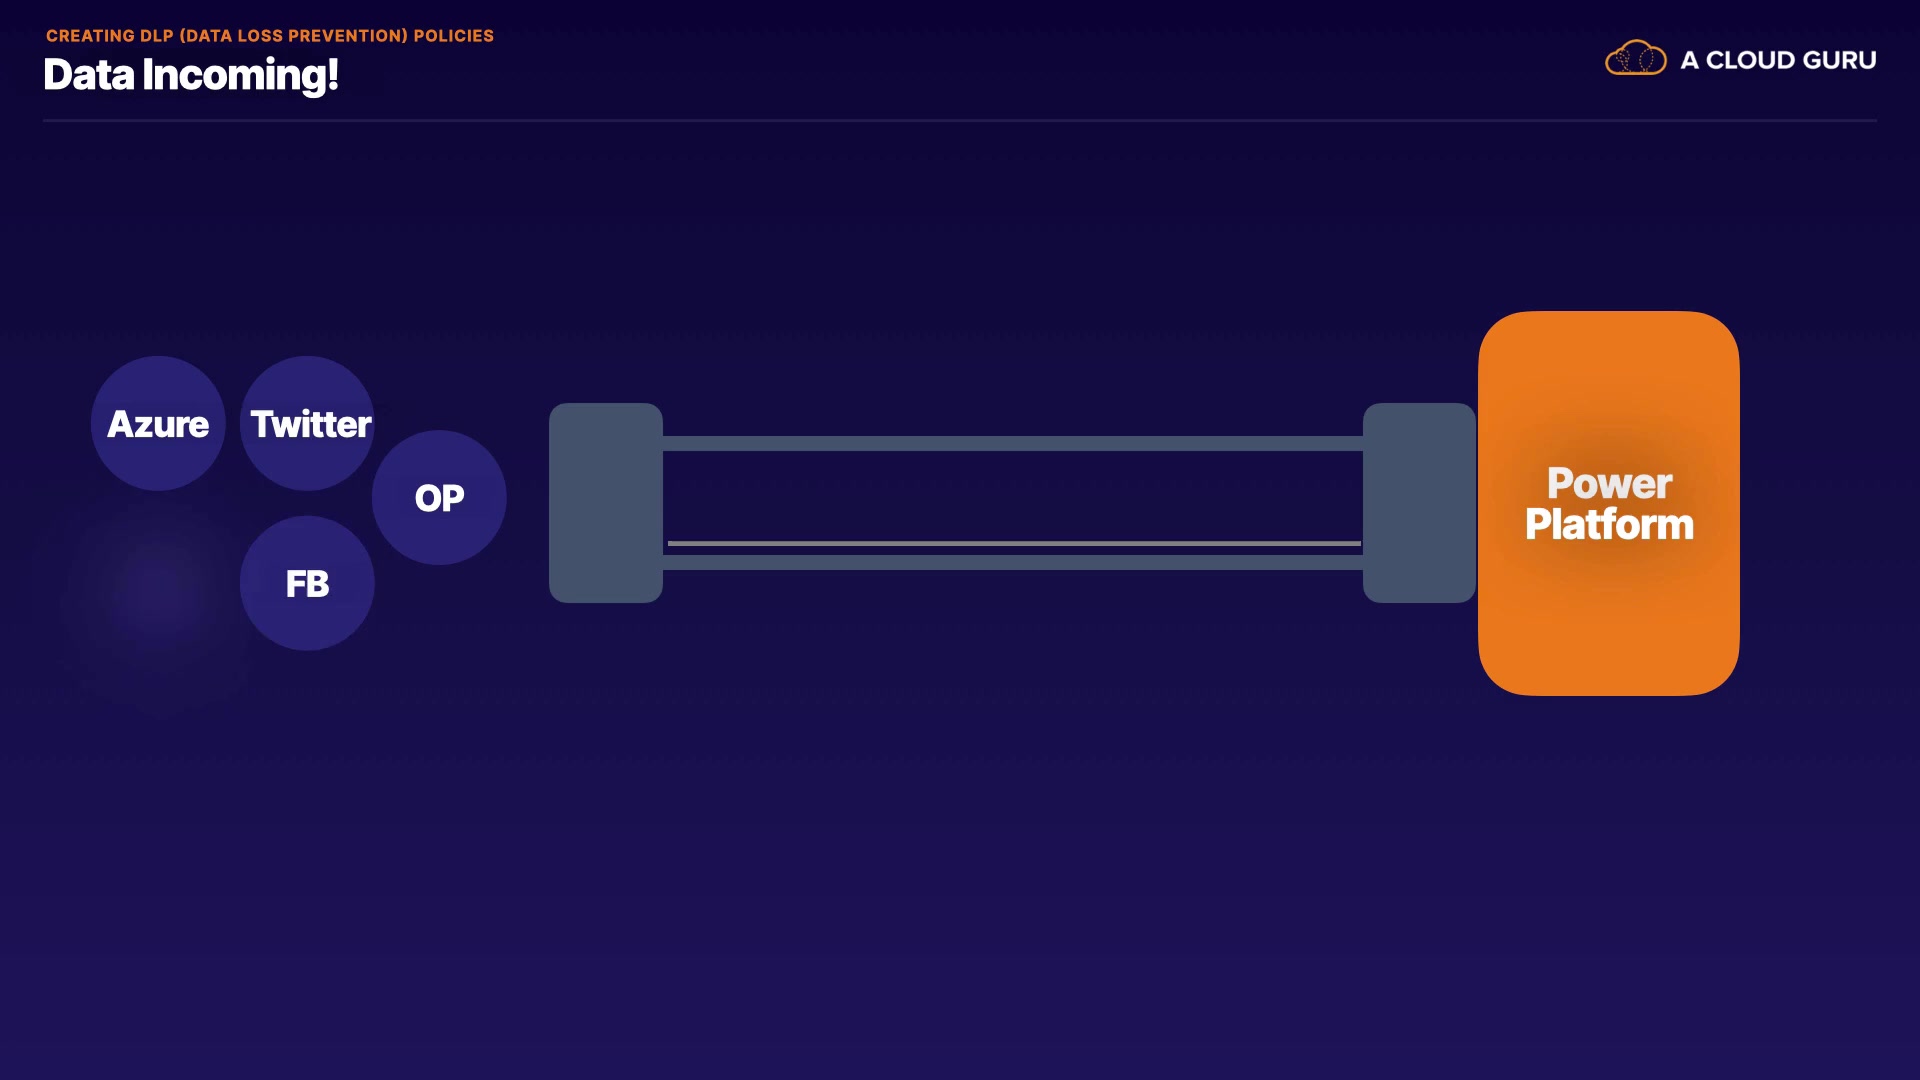 CREATING DLP (DATA LOSS PREVENTION) POLICIES
Data Incoming!
A CLOUD GURU
Azure
Twitter
OP
FB
Power
Platform